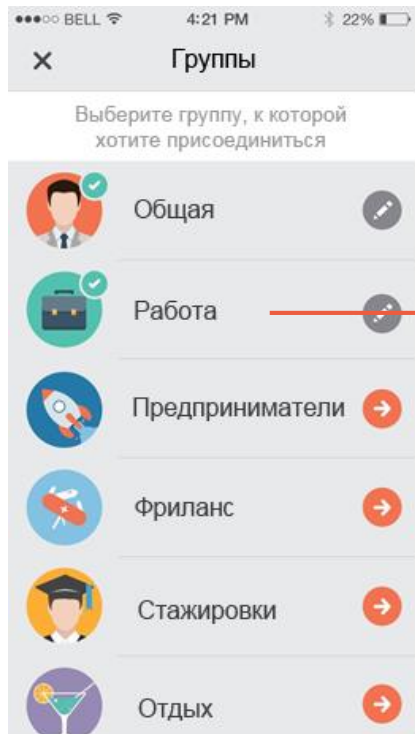 BELL 4:21 PM 22%
Группы
Выберите группу, к которой
хотите присоединиться
Общая
Работа
Предприниматели
Фриланс
Стажировки
Отдых